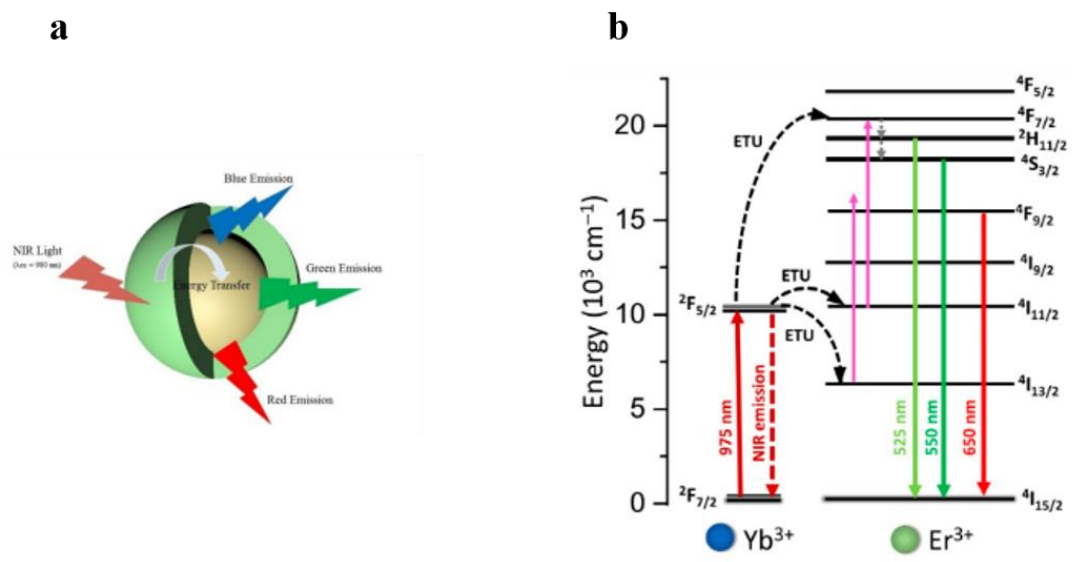 a
b
Blue Emission
NIR Light
(λex = 980 nm)
Green Emission
Energy Transfer
Red Emission
Energy (10³ cm⁻¹)
20
15
10
5
0
ETU
ETU
ETU
²F₅/₂
²F₇/₂
975 nm
NIR emission
525 nm
550 nm
650 nm
⁴F₅/₂
⁴F₇/₂
²H₁₁/₂
⁴S₃/₂
⁴F₉/₂
⁴I₉/₂
⁴I₁₁/₂
⁴I₁₃/₂
⁴I₁₅/₂
Yb³⁺
Er³⁺